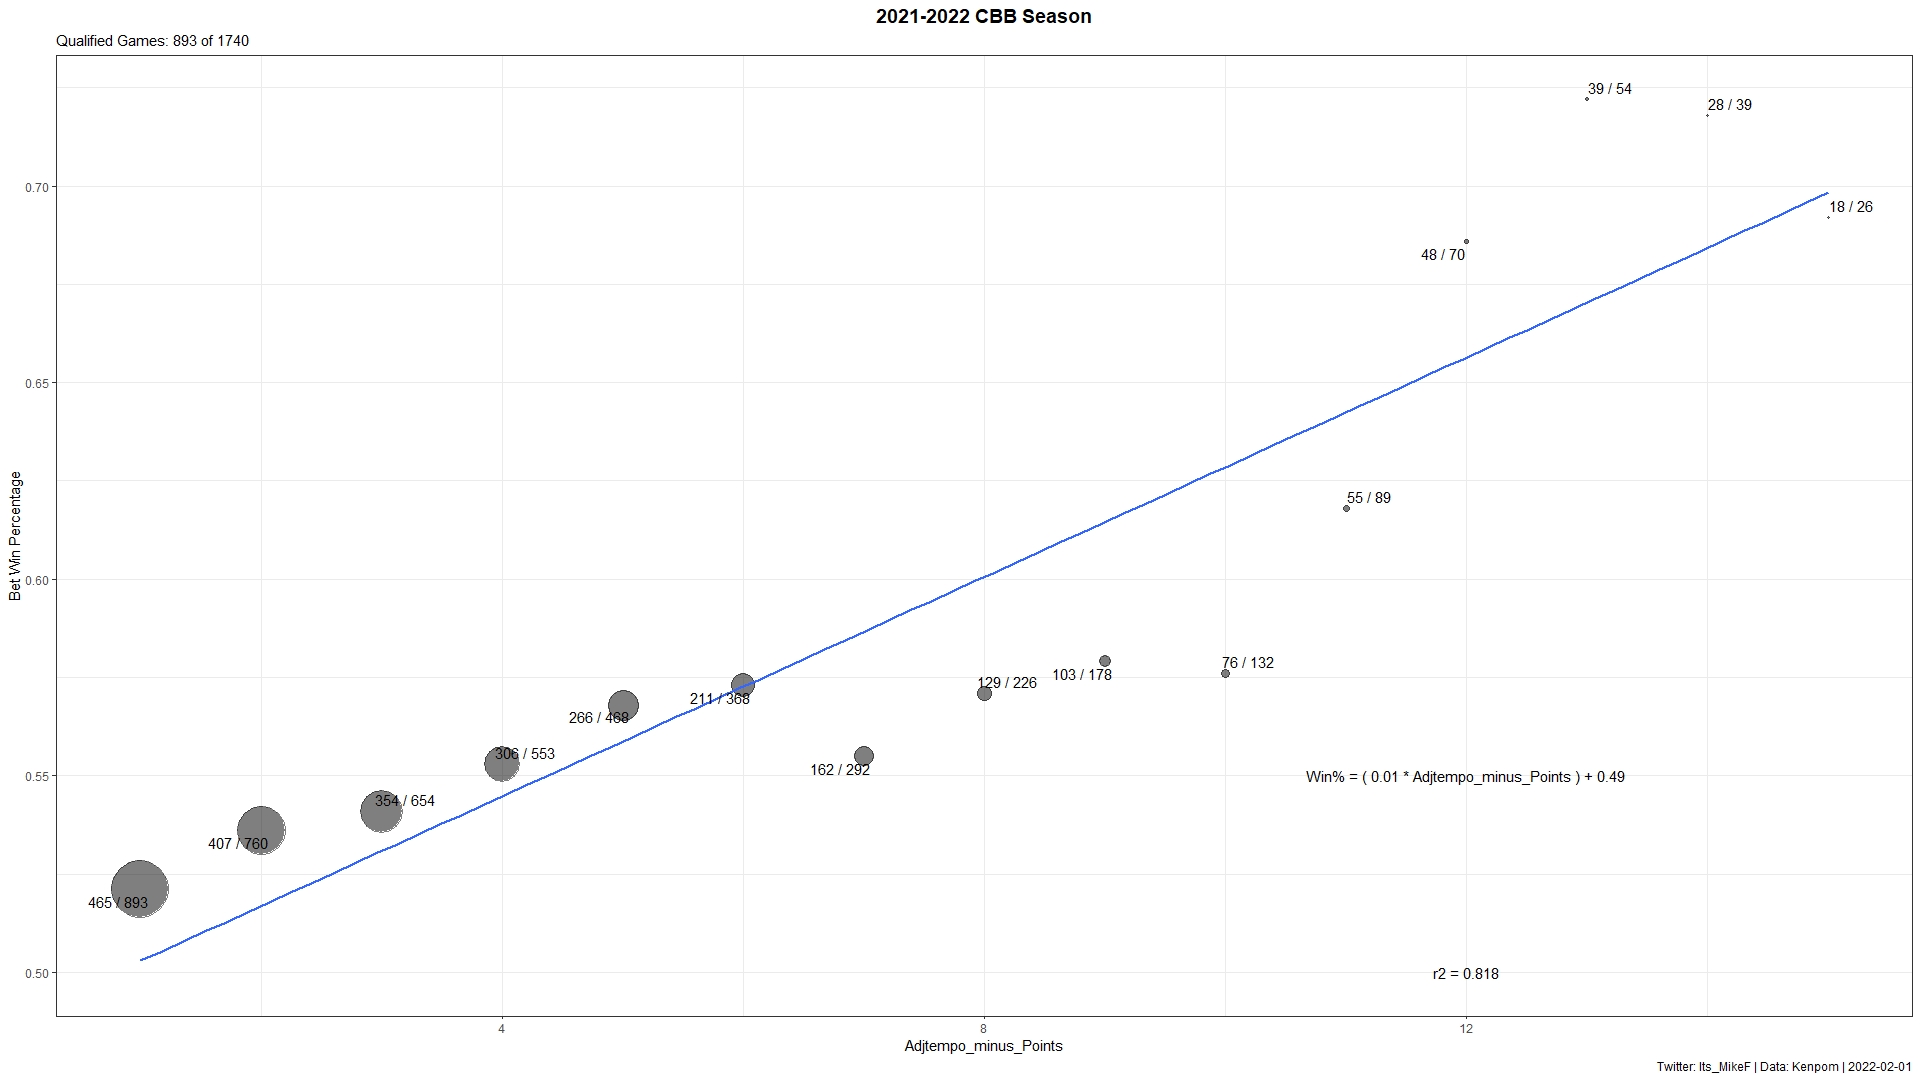 2021-2022 CBB Season
Qualified Games: 893 of 1740
39 / 54
28 / 39
0.70
18 / 26
48 / 70
0.65
55 / 89
Bet Win Percentage
0.60
76 / 132
103 / 178
129 / 226
211 / 368
266 / 468
306 / 553
162 / 292
0.55
Win% = ( 0.01 * Adjtempo_minus_Points ) + 0.49
354 / 654
407 / 760
465 / 893
0.50
r2 = 0.818
4
8
12
Adjtempo_minus_Points
Twitter: Its_MikeF | Data: Kenpom | 2022-02-01